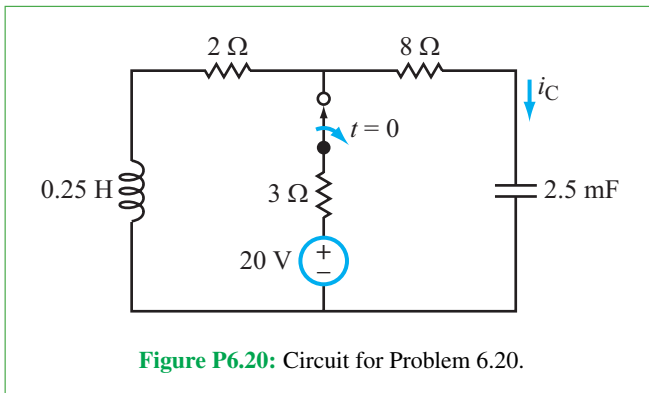 2 Ω
8 Ω
iC
t = 0
0.25 H
3 Ω
2.5 mF
20 V
+
−
Figure P6.20: Circuit for Problem 6.20.